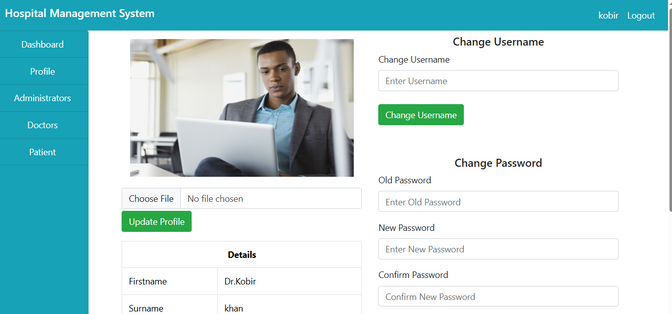 Hospital Management System
kobir Logout
Dashboard
Profile
Administrators
Doctors
Patient
Choose File No file chosen
Update Profile
Details
Firstname Dr.Kobir
Surname khan
Change Username
Change Username
Enter Username
Change Username
Change Password
Old Password
Enter Old Password
New Password
Enter New Password
Confirm Password
Confirm New Password